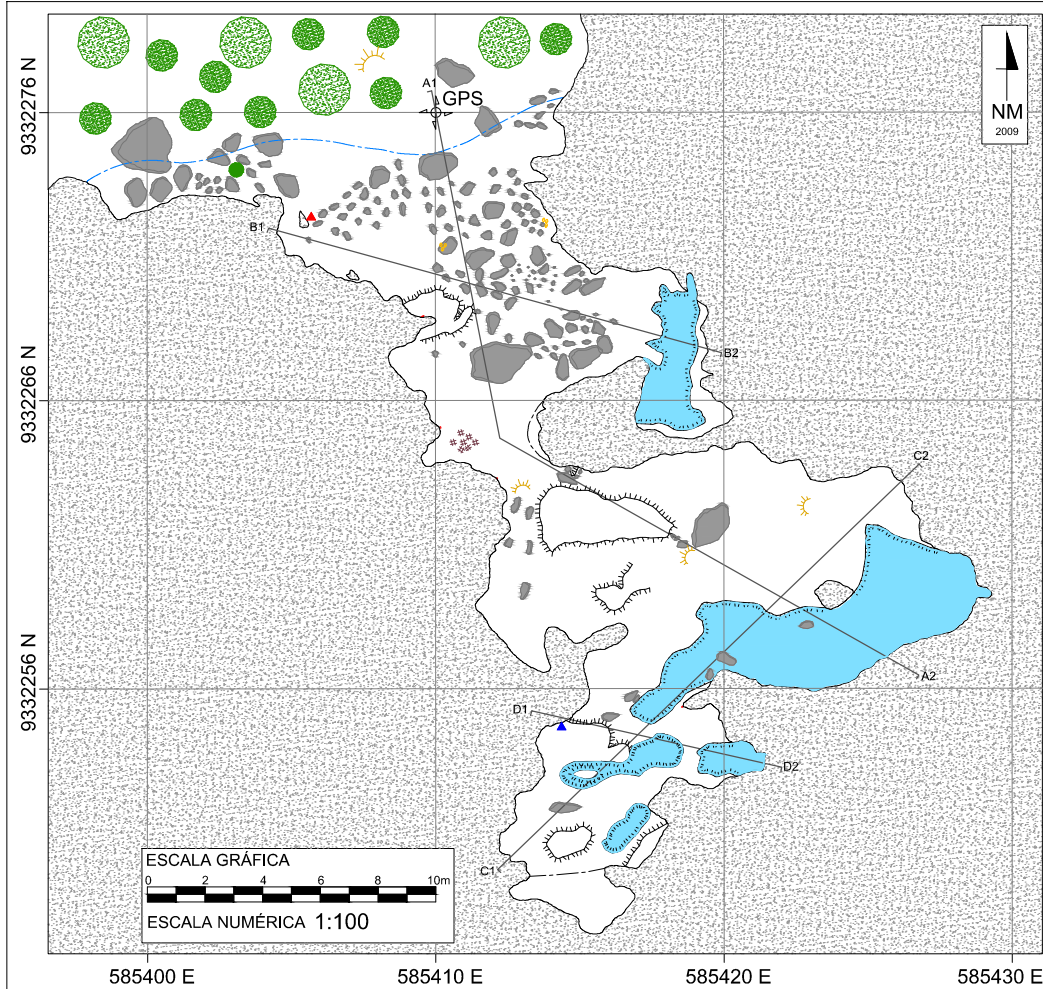 A1
GPS
NM
2009
9332276 N
B1
B2
9332266 N
C2
A2
9332256 N
D1
D2
C1
ESCALA GRÁFICA
0 2 4 6 8 10m
ESCALA NUMÉRICA 1:100
585400 E 585410 E 585420 E 585430 E